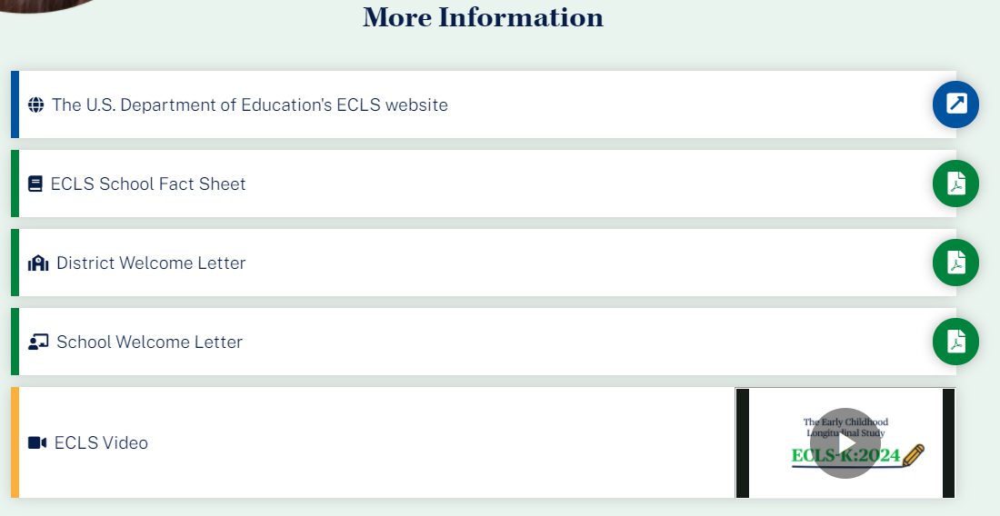 More Information
The U.S. Department of Education's ECLS website
ECLS School Fact Sheet
District Welcome Letter
School Welcome Letter
ECLS Video
The Early Childhood
Longitudinal Study
ECLS-K:2024